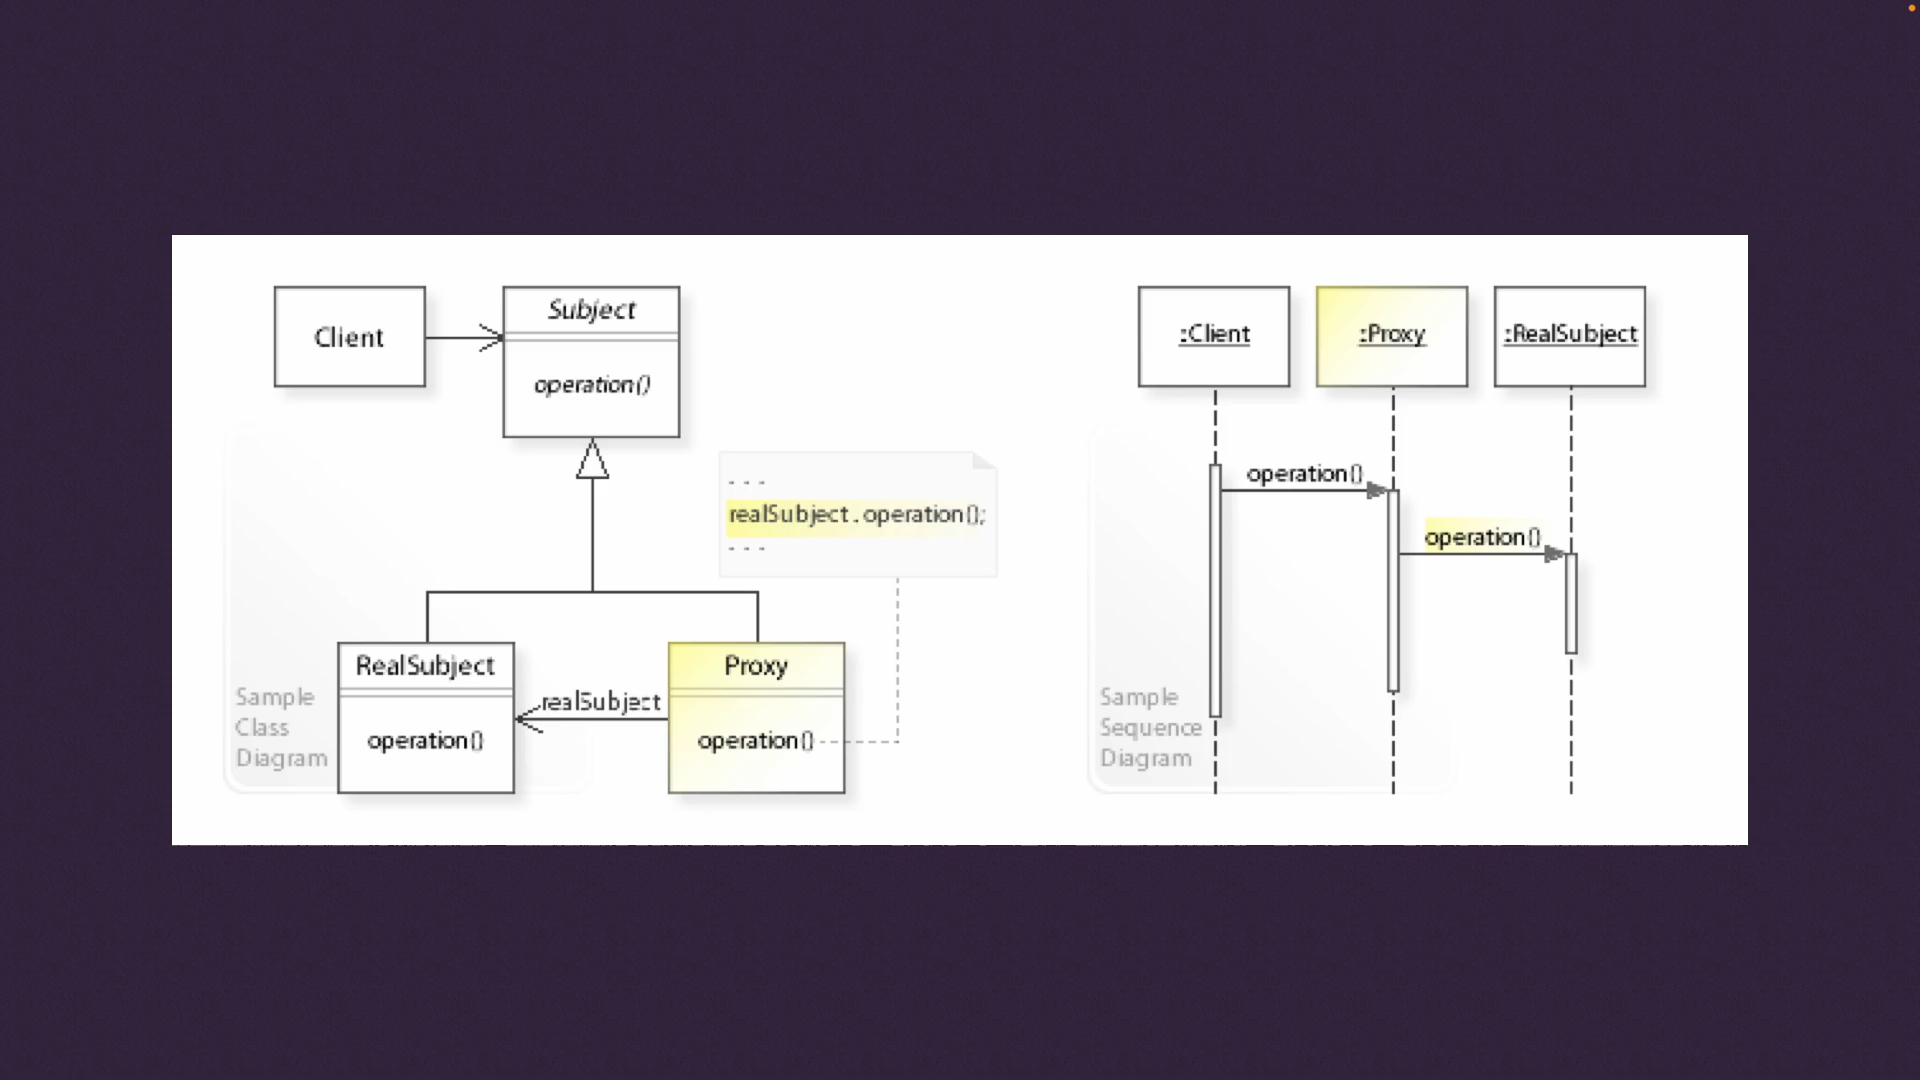 Client
Subject
operation()
- - -
realSubject . operation();
- - -
RealSubject
operation()
realSubject
Proxy
operation()
Sample
Class
Diagram
:Client
:Proxy
:RealSubject
operation()
operation()
Sample
Sequence
Diagram